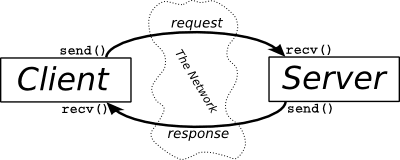 request
send()
recv()
Client
The Network
Server
recv()
send()
response